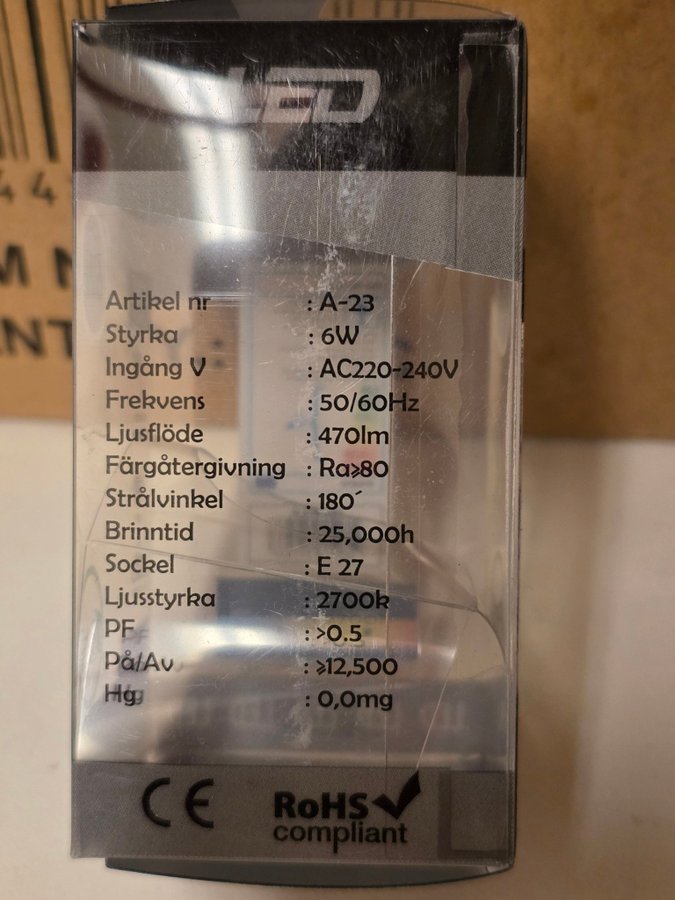 LED
44
M N
ENT
Artikel nr : A-23
Styrka : 6W
Ingång V : AC220-240V
Frekvens : 50/60Hz
Ljusflöde : 470lm
Färgåtergivning : Ra≥80
Strålvinkel : 180´
Brinntid : 25,000h
Sockel : E 27
Ljusstyrka : 2700k
PF : >0.5
På/Av : ≥12,500
Hg : 0,0mg
CE RoHS
compliant